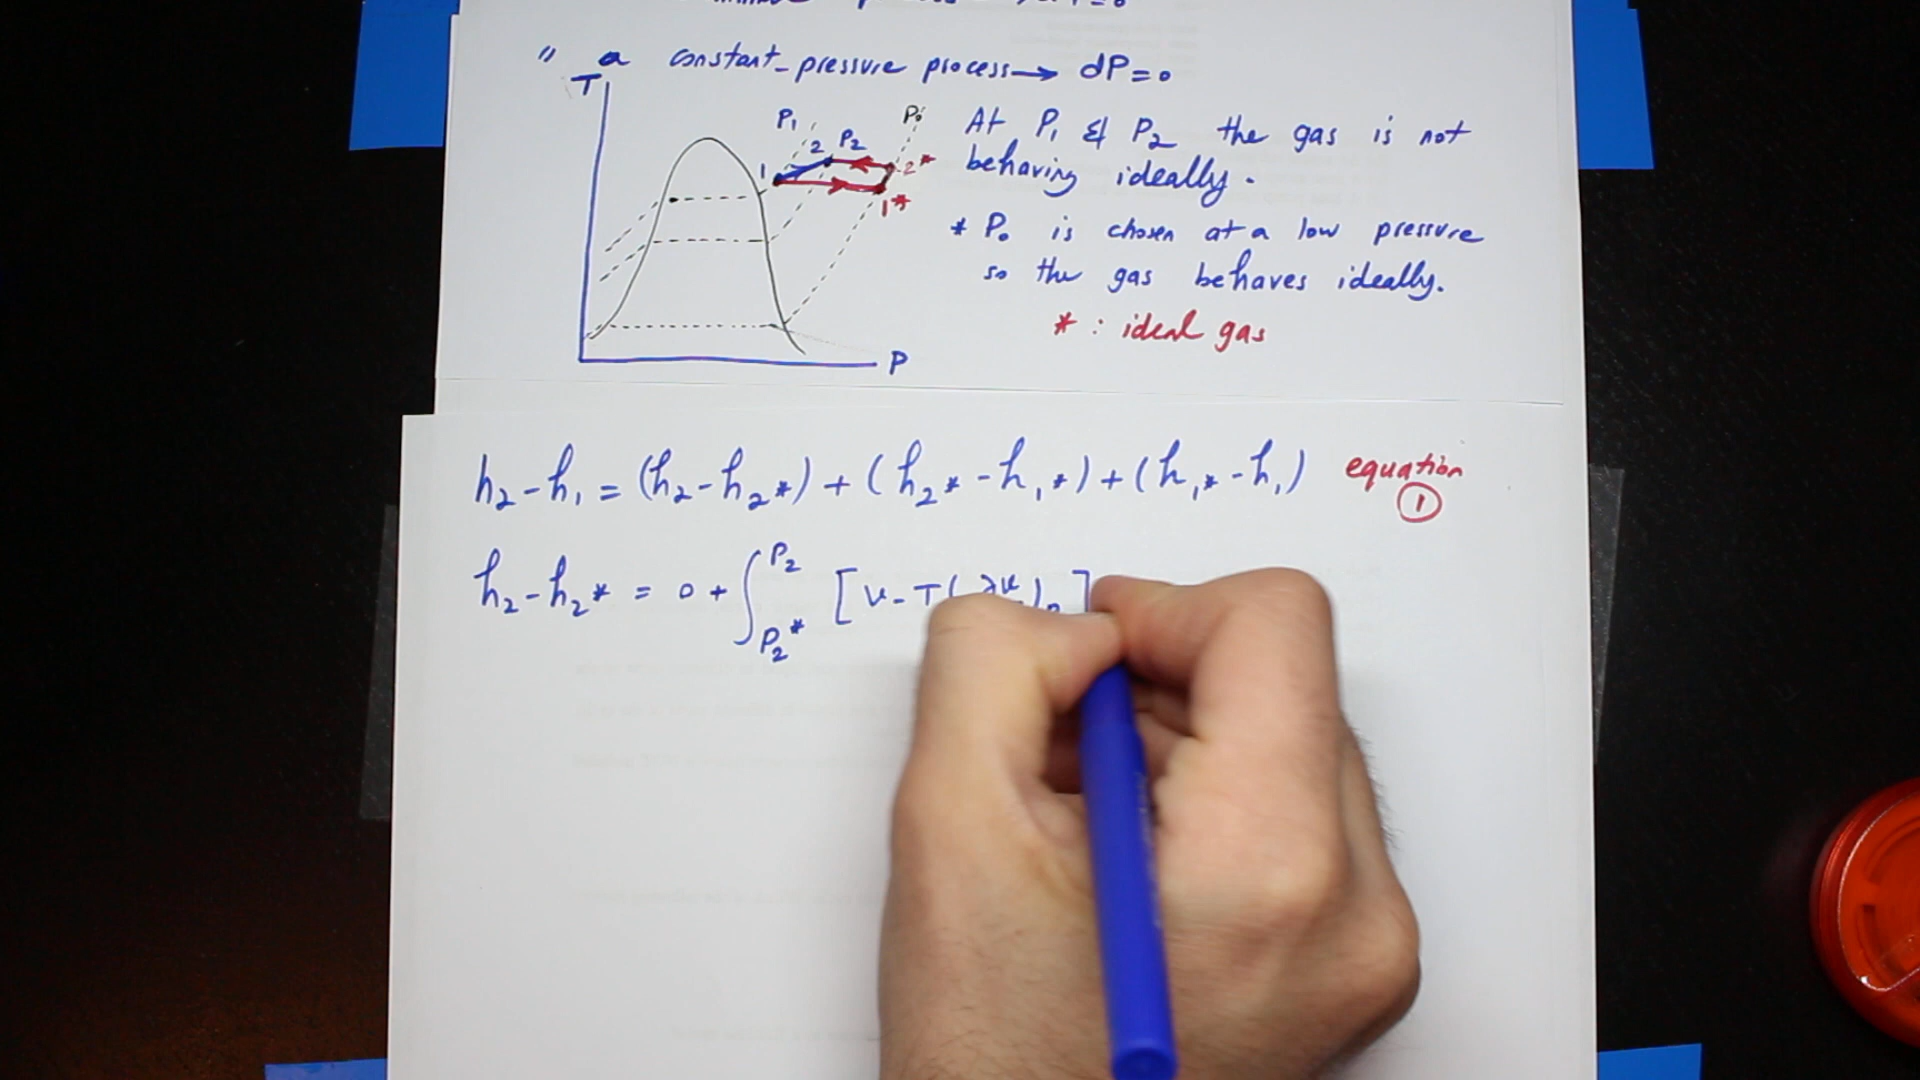 " a constant-pressure process → dP=0
T
P₁ P₀
2 P₂
1 2*
1*
P
At P₁ & P₂ the gas is not
behaving ideally.
* P₀ is chosen at a low pressure
so the gas behaves ideally.
* : ideal gas
h₂-h₁ = (h₂-h₂*) + (h₂*-h₁*) + (h₁*-h₁) equation ①
h₂-h₂* = 0 + ∫_{P₂*}^{P₂} [v-T(∂v)ₚ]